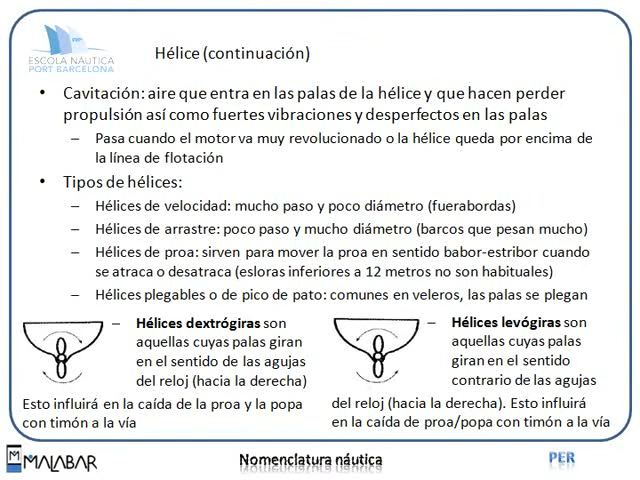 ESCOLA NÁUTICA
PORT BARCELONA
Hélice (continuación)
• Cavitación: aire que entra en las palas de la hélice y que hacen perder
propulsión así como fuertes vibraciones y desperfectos en las palas
– Pasa cuando el motor va muy revolucionado o la hélice queda por encima de
la línea de flotación
• Tipos de hélices:
– Hélices de velocidad: mucho paso y poco diámetro (fuerabordas)
– Hélices de arrastre: poco paso y mucho diámetro (barcos que pesan mucho)
– Hélices de proa: sirven para mover la proa en sentido babor-estribor cuando
se atraca o desatraca (esloras inferiores a 12 metros no son habituales)
– Hélices plegables o de pico de pato: comunes en veleros, las palas se plegan
– Hélices dextrógiras son
aquellas cuyas palas giran
en el sentido de las agujas
del reloj (hacia la derecha)
Esto influirá en la caída de la proa y la popa
con timón a la vía
– Hélices levógiras son
aquellas cuyas palas
giran en el sentido
contrario de las agujas
del reloj (hacia la derecha). Esto influirá
en la caída de proa/popa con timón a la vía
MALABAR
Nomenclatura náutica
PER